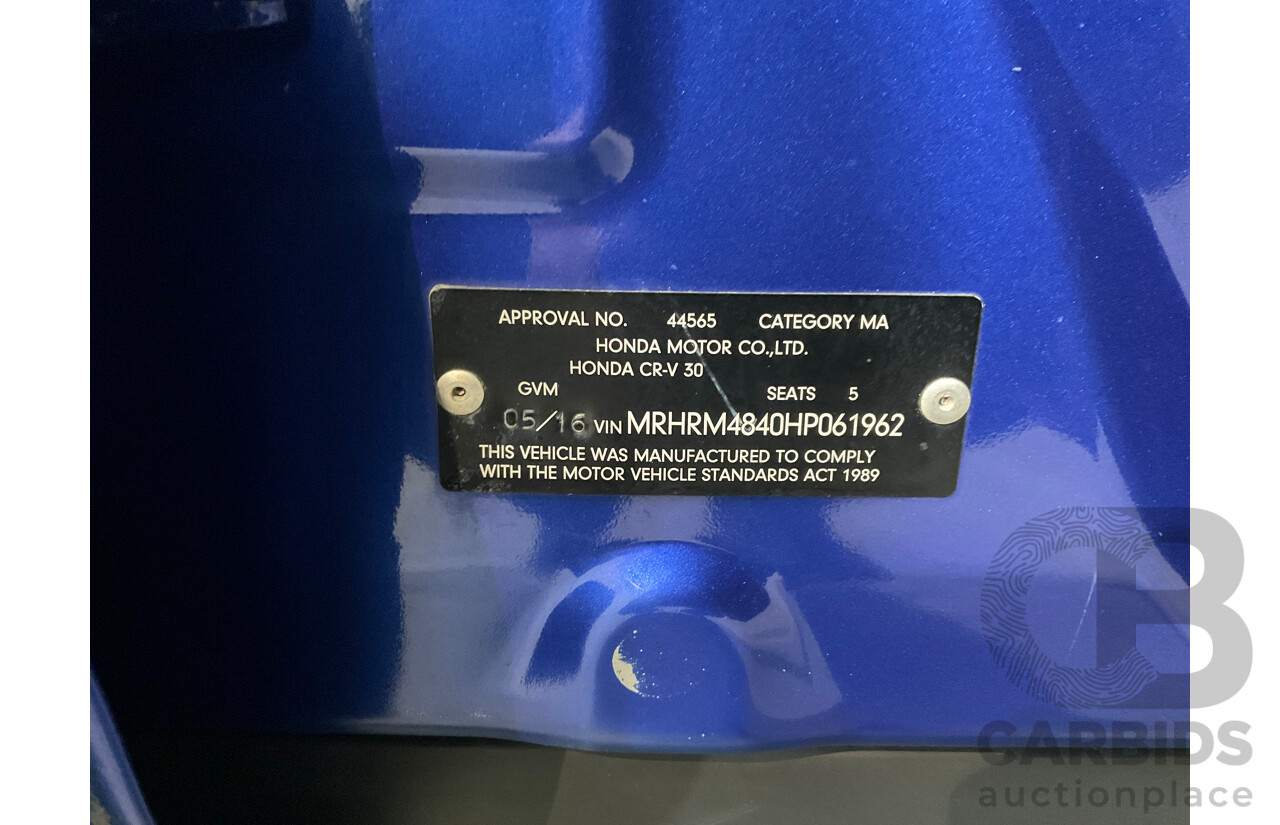 APPROVAL NO. 44565 CATEGORY MA
HONDA MOTOR CO.,LTD.
HONDA CR-V 30
GVM SEATS 5
05/16 VIN MRHRM4840HP061962
THIS VEHICLE WAS MANUFACTURED TO COMPLY
WITH THE MOTOR VEHICLE STANDARDS ACT 1989
CB
CARBIDS
auctionplace